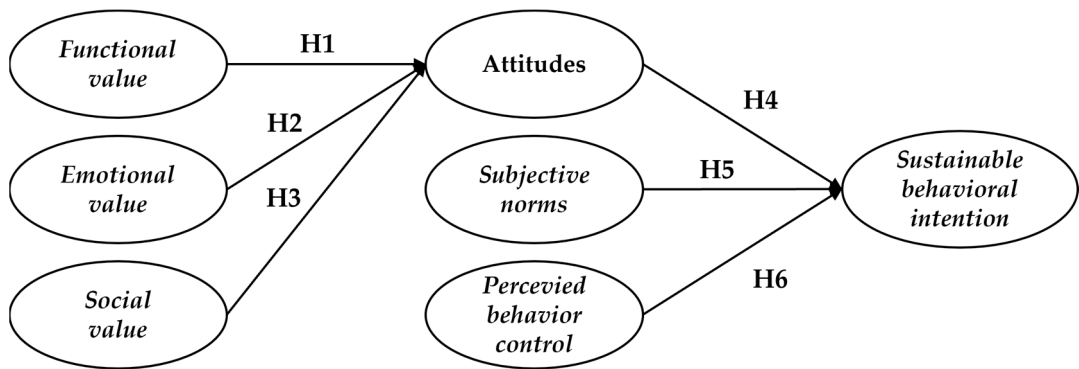 Functional
value
H1
Attitudes
H2
H4
Emotional
value
H3
Subjective
norms
H5
Sustainable
behavioral
intention
Social
value
Percevied
behavior
control
H6